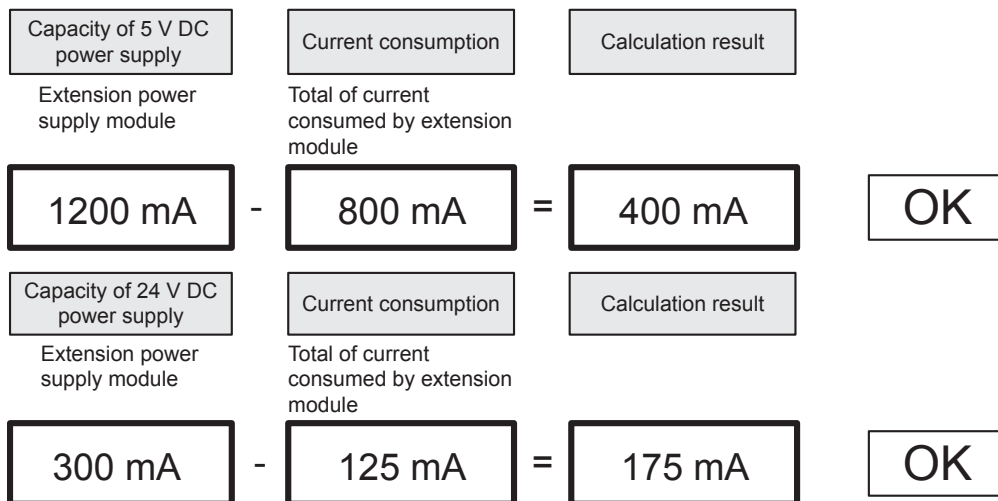 Capacity of 5 V DC
power supply
Current consumption
Calculation result
Extension power
supply module
Total of current
consumed by extension
module
1200 mA - 800 mA = 400 mA OK
Capacity of 24 V DC
power supply
Current consumption
Calculation result
Extension power
supply module
Total of current
consumed by extension
module
300 mA - 125 mA = 175 mA OK